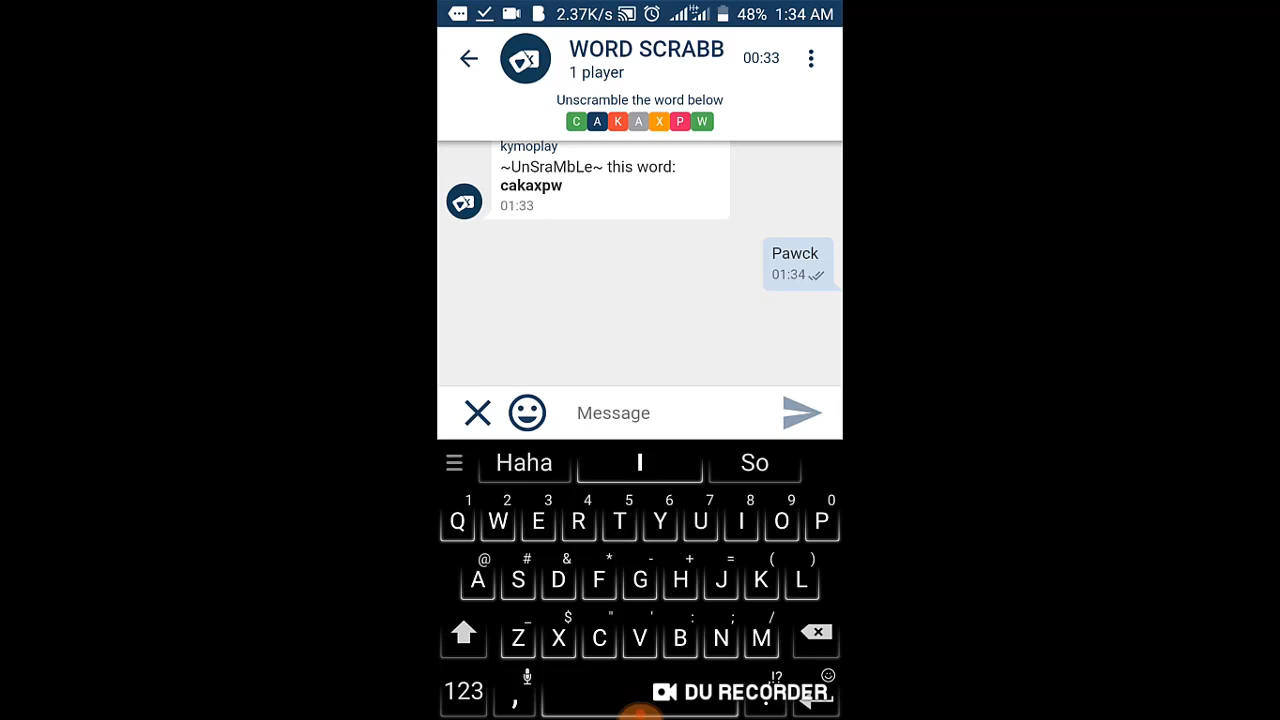 2.37K/s 48% 1:34 AM
WORD SCRABB
00:33
1 player
Unscramble the word below
C A K A X P W
kymoplay
~UnSraMbLe~ this word:
cakaxpw
01:33
Pawck
01:34
Message
Haha I So
1 2 3 4 5 6 7 8 9 0
Q W E R T Y U I O P
@ # & * - + = ( )
A S D F G H J K L
_ $ " ' : ; /
Z X C V B N M
!?
123 , .
DU RECORDER